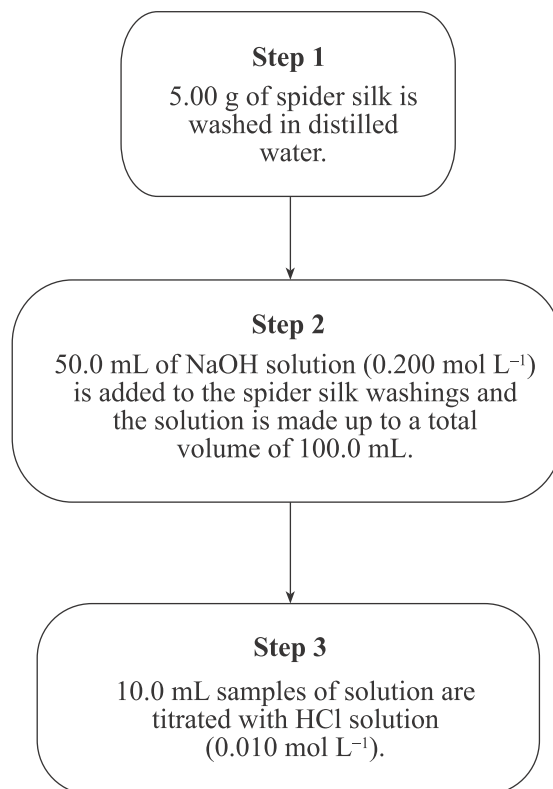 Step 1
5.00 g of spider silk is
washed in distilled
water.
Step 2
50.0 mL of NaOH solution (0.200 mol L⁻¹)
is added to the spider silk washings and
the solution is made up to a total
volume of 100.0 mL.
Step 3
10.0 mL samples of solution are
titrated with HCl solution
(0.010 mol L⁻¹).